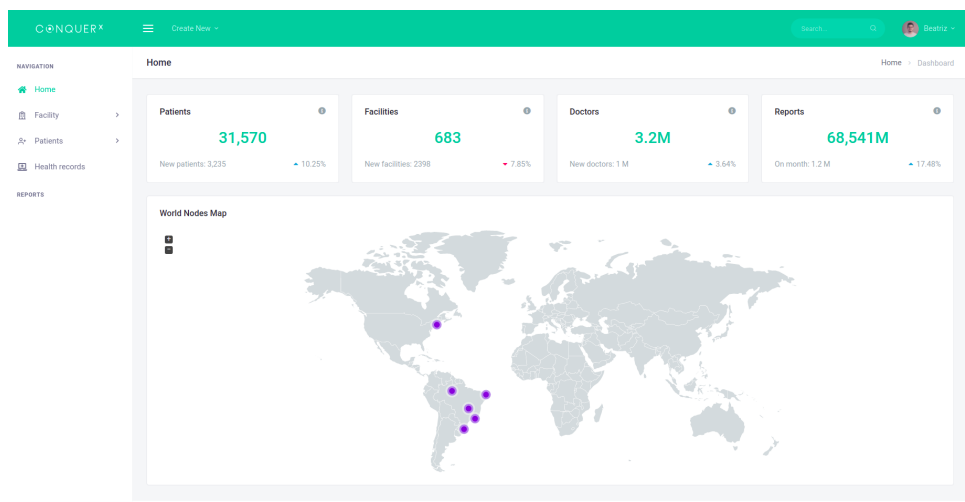 CONQUER X
Create New
Search...
Beatriz
NAVIGATION
Home
Facility
Patients
Health records
REPORTS
Home
Home
Dashboard
Patients
31,570
New patients: 3,235
10.25%
Facilities
683
New facilities: 2398
7.85%
Doctors
3.2M
New doctors: 1 M
3.64%
Reports
68,541M
On month: 1.2 M
17.48%
World Nodes Map
+
−